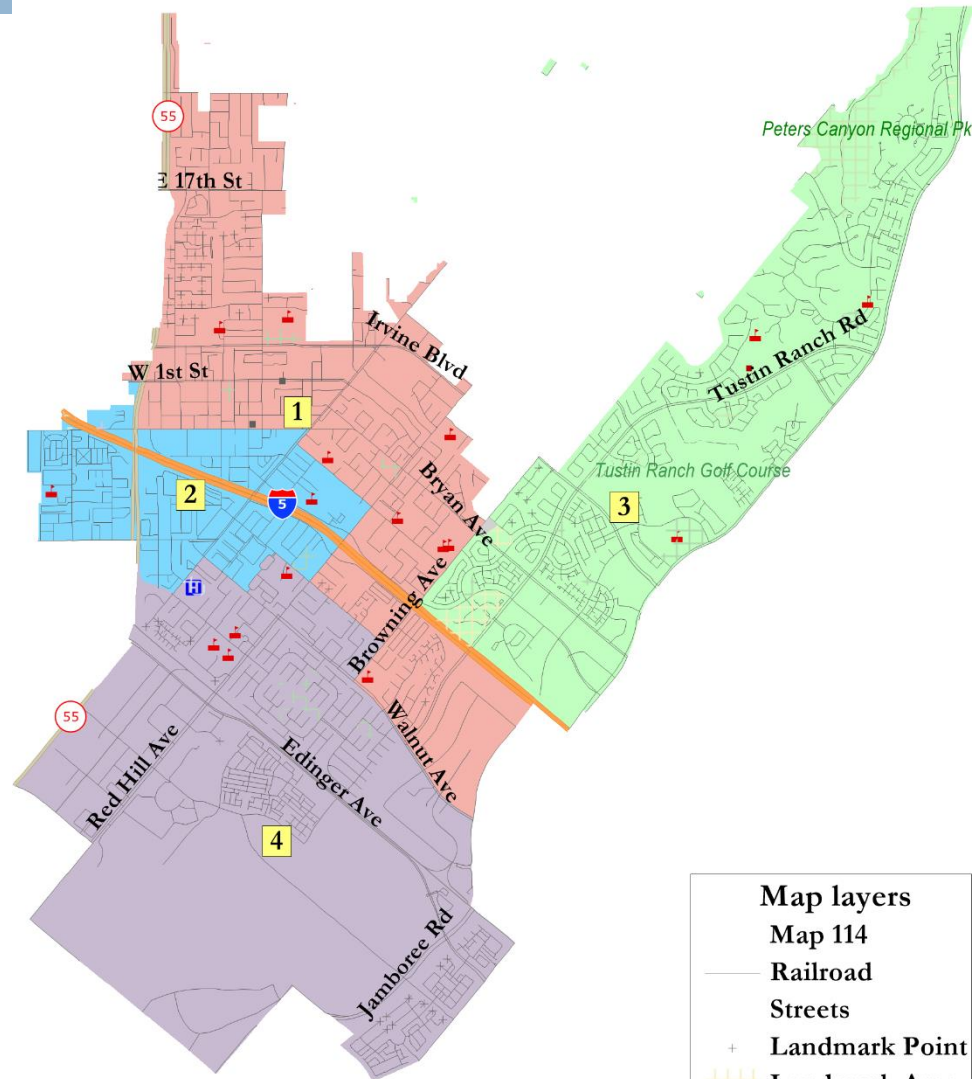 55
Peters Canyon Regional Pk
E 17th St
Irvine Blvd
W 1st St
Tustin Ranch Rd
1
Bryan Ave
Tustin Ranch Golf Course
2
5
3
H
Browning Ave
55
Walnut Ave
Red Hill Ave
Edinger Ave
4
Jamboree Rd
Map layers
Map 114
Railroad
Streets
Landmark Point